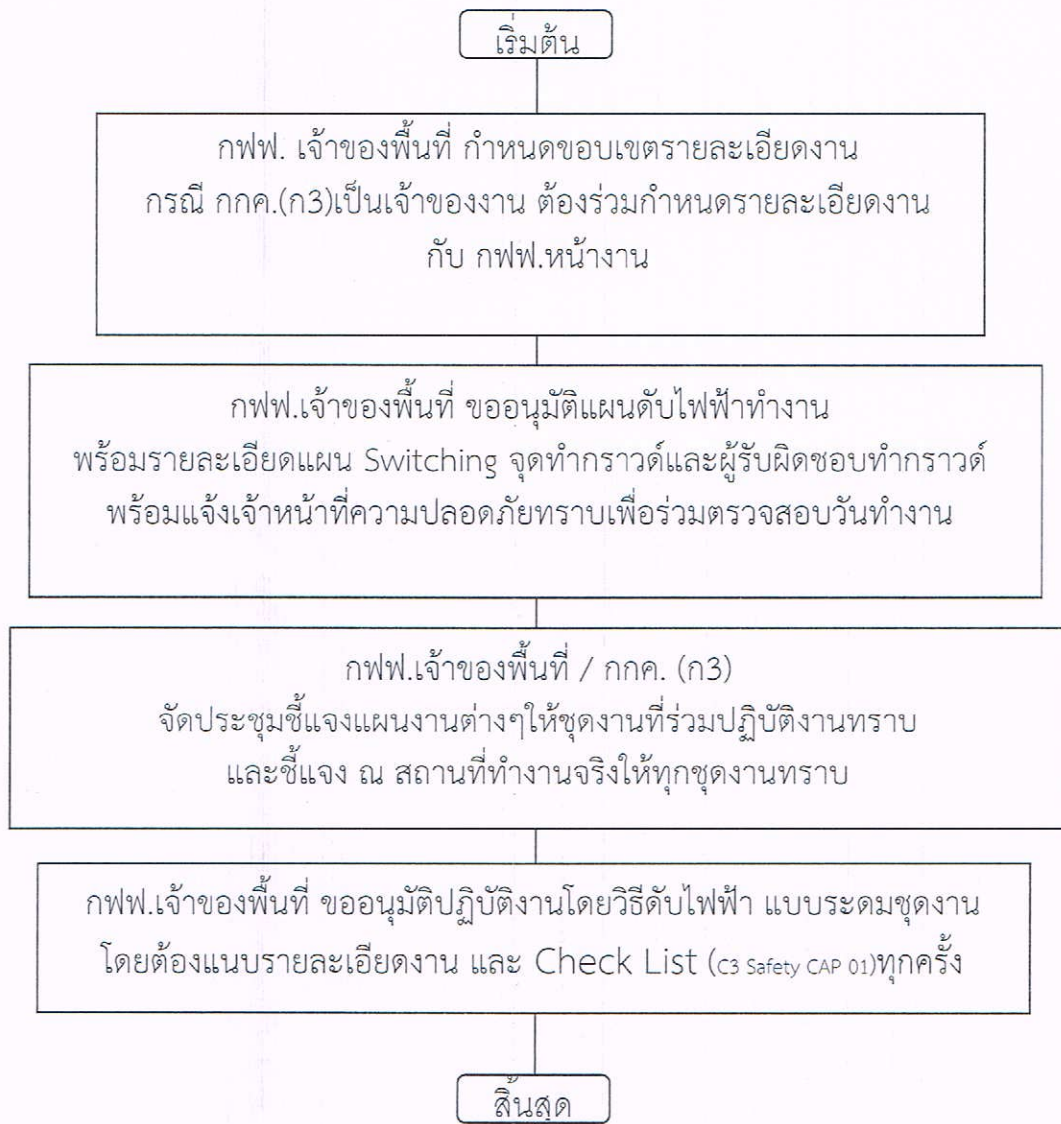 เริ่มต้น
กฟฟ. เจ้าของพื้นที่ กำหนดขอบเขตรายละเอียดงาน
กรณี กกค.(ก3)เป็นเจ้าของงาน ต้องร่วมกำหนดรายละเอียดงาน
กับ กฟฟ.หน้างาน
กฟฟ.เจ้าของพื้นที่ ขออนุมัติแผนดับไฟฟ้าทำงาน
พร้อมรายละเอียดแผน Switching จุดทำกราวด์และผู้รับผิดชอบทำกราวด์
พร้อมแจ้งเจ้าหน้าที่ความปลอดภัยทราบเพื่อร่วมตรวจสอบวันทำงาน
กฟฟ.เจ้าของพื้นที่ / กกค. (ก3)
จัดประชุมชี้แจงแผนงานต่างๆให้ชุดงานที่ร่วมปฏิบัติงานทราบ
และชี้แจง ณ สถานที่ทำงานจริงให้ทุกชุดงานทราบ
กฟฟ.เจ้าของพื้นที่ ขออนุมัติปฏิบัติงานโดยวิธีดับไฟฟ้า แบบระดมชุดงาน
โดยต้องแนบรายละเอียดงาน และ Check List (C3 Safety CAP 01)ทุกครั้ง
สิ้นสุด